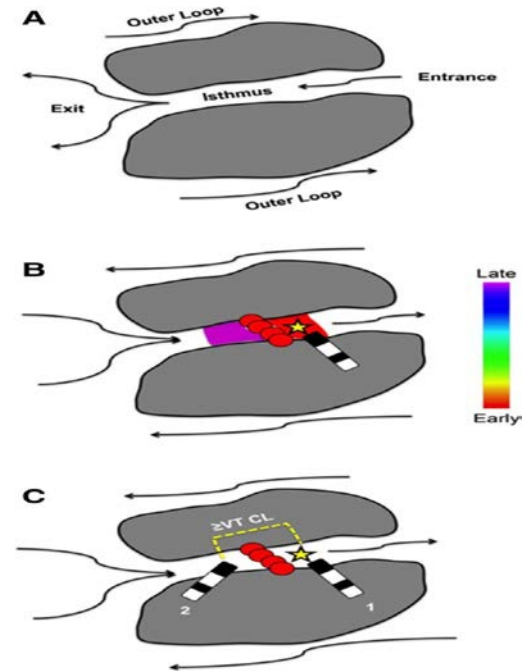 A
Outer Loop
Entrance
Isthmus
Exit
Outer Loop
B
Late
Early
C
≥VT CL
2
1